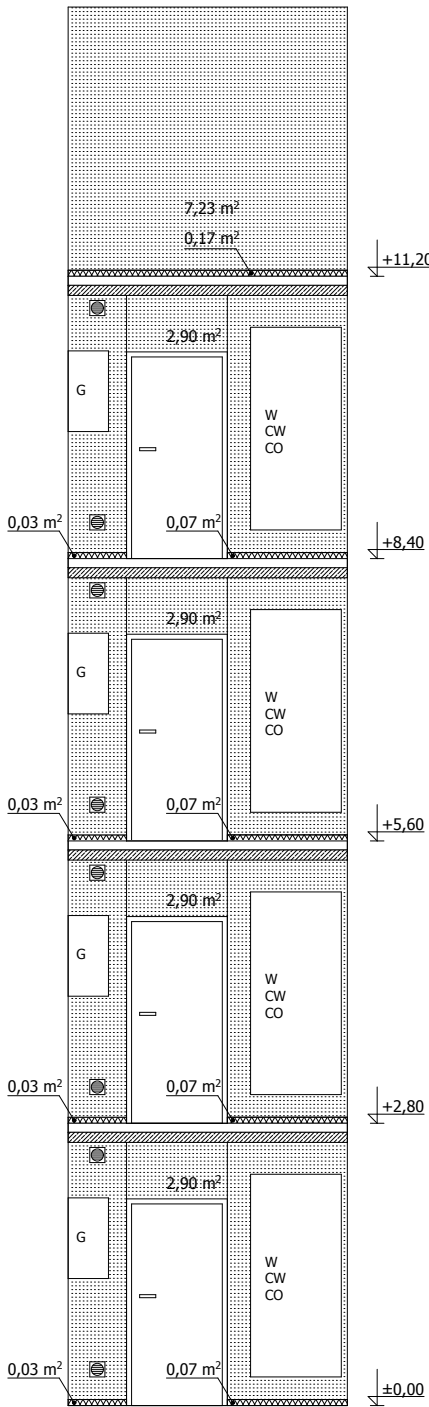 7,23 m²
0,17 m²
+11,20
2,90 m²
G
W
CW
CO
0,03 m²
0,07 m²
+8,40
2,90 m²
G
W
CW
CO
0,03 m²
0,07 m²
+5,60
2,90 m²
G
W
CW
CO
0,03 m²
0,07 m²
+2,80
2,90 m²
G
W
CW
CO
0,03 m²
0,07 m²
±0,00